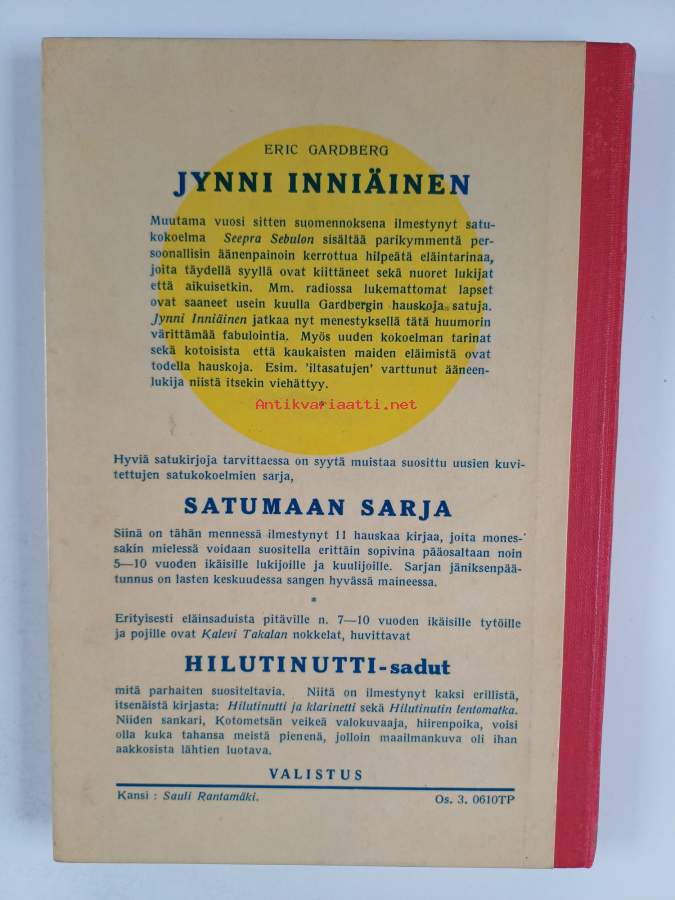 ERIC GARDBERG
JYNNI INNIÄINEN
Muutama vuosi sitten suomennoksena ilmestynyt satu-
kokoelma Seepra Sebulon sisältää parikymmentä per-
soonallisin äänenpainoin kerrottua hilpeätä eläintarinaa,
joita täydellä syyllä ovat kiittäneet sekä nuoret lukijat
että aikuisetkin. Mm. radiossa lukemattomat lapset
ovat saaneet usein kuulla Gardbergin hauskoja satuja.
Jynni Inniäinen jatkaa nyt menestyksellä tätä huumorin
värittämää fabulointia. Myös uuden kokoelman tarinat
sekä kotoisista että kaukaisten maiden eläimistä ovat
todella hauskoja. Esim. 'iltasatujen' varttunut ääneen-
lukija niistä itsekin viehättyy.
Antikvariaatti.net
Hyviä satukirjoja tarvittaessa on syytä muistaa suosittu uusien kuvi-
tettujen satukokoelmien sarja,
SATUMAAN SARJA
Siinä on tähän mennessä ilmestynyt 11 hauskaa kirjaa, joita mones-
sakin mielessä voidaan suositella erittäin sopivina pääosaltaan noin
5—10 vuoden ikäisille lukijoille ja kuulijoille. Sarjan jäniksenpää-
tunnus on lasten keskuudessa sangen hyvässä maineessa.
*
Erityisesti eläinsaduista pitäville n. 7—10 vuoden ikäisille tytöille
ja pojille ovat Kalevi Takalan nokkelat, huvittavat
HILUTINUTTI-sadut
mitä parhaiten suositeltavia. Niitä on ilmestynyt kaksi erillistä,
itsenäistä kirjasta: Hilutinutti ja klarinetti sekä Hilutinutin lentomatka.
Niiden sankari, Kotometsän veikeä valokuvaaja, hiirenpoika, voisi
olla kuka tahansa meistä pienenä, jolloin maailmankuva oli ihan
aakkosista lähtien luotava.
VALISTUS
Kansi : Sauli Rantamäki.
Os. 3. 0610TP